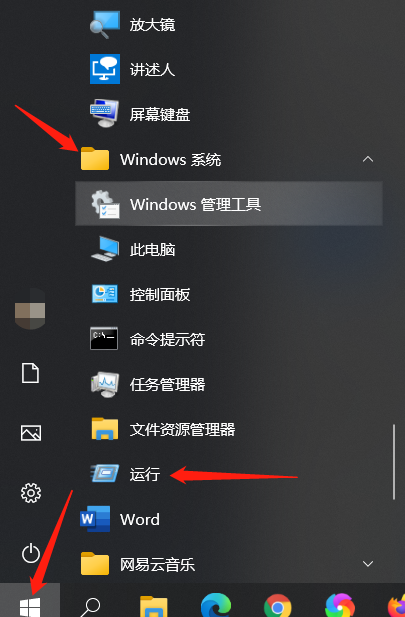 放大镜
讲述人
屏幕键盘
Windows 系统
Windows 管理工具
此电脑
控制面板
命令提示符
任务管理器
文件资源管理器
运行
Word
网易云音乐